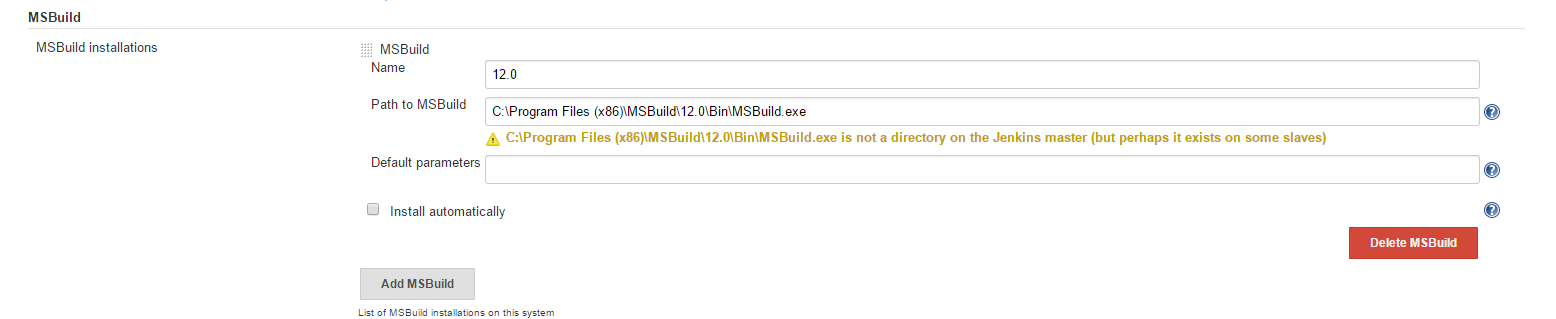 MSBuild
MSBuild installations
MSBuild
Name
12.0
Path to MSBuild
C:\Program Files (x86)\MSBuild\12.0\Bin\MSBuild.exe
C:\Program Files (x86)\MSBuild\12.0\Bin\MSBuild.exe is not a directory on the Jenkins master (but perhaps it exists on some slaves)
Default parameters
Install automatically
Delete MSBuild
Add MSBuild
List of MSBuild installations on this system